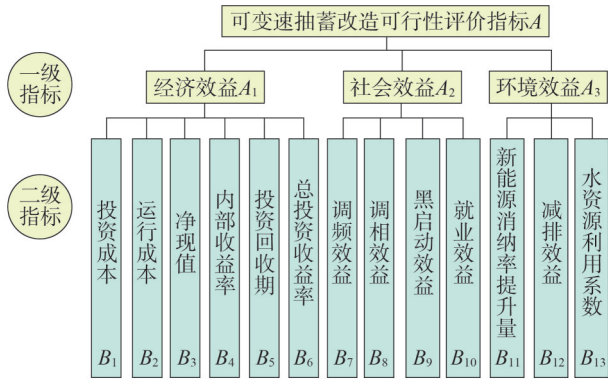 可变速抽蓄改造可行性评价指标A
一级
指标
经济效益A₁
社会效益A₂
环境效益A₃
二级
指标
投资成本 B₁
运行成本 B₂
净现值 B₃
内部收益率 B₄
投资回收期 B₅
总投资收益率 B₆
调频效益 B₇
调相效益 B₈
黑启动效益 B₉
就业效益 B₁₀
新能源消纳率提升量 B₁₁
减排效益 B₁₂
水资源利用系数 B₁₃